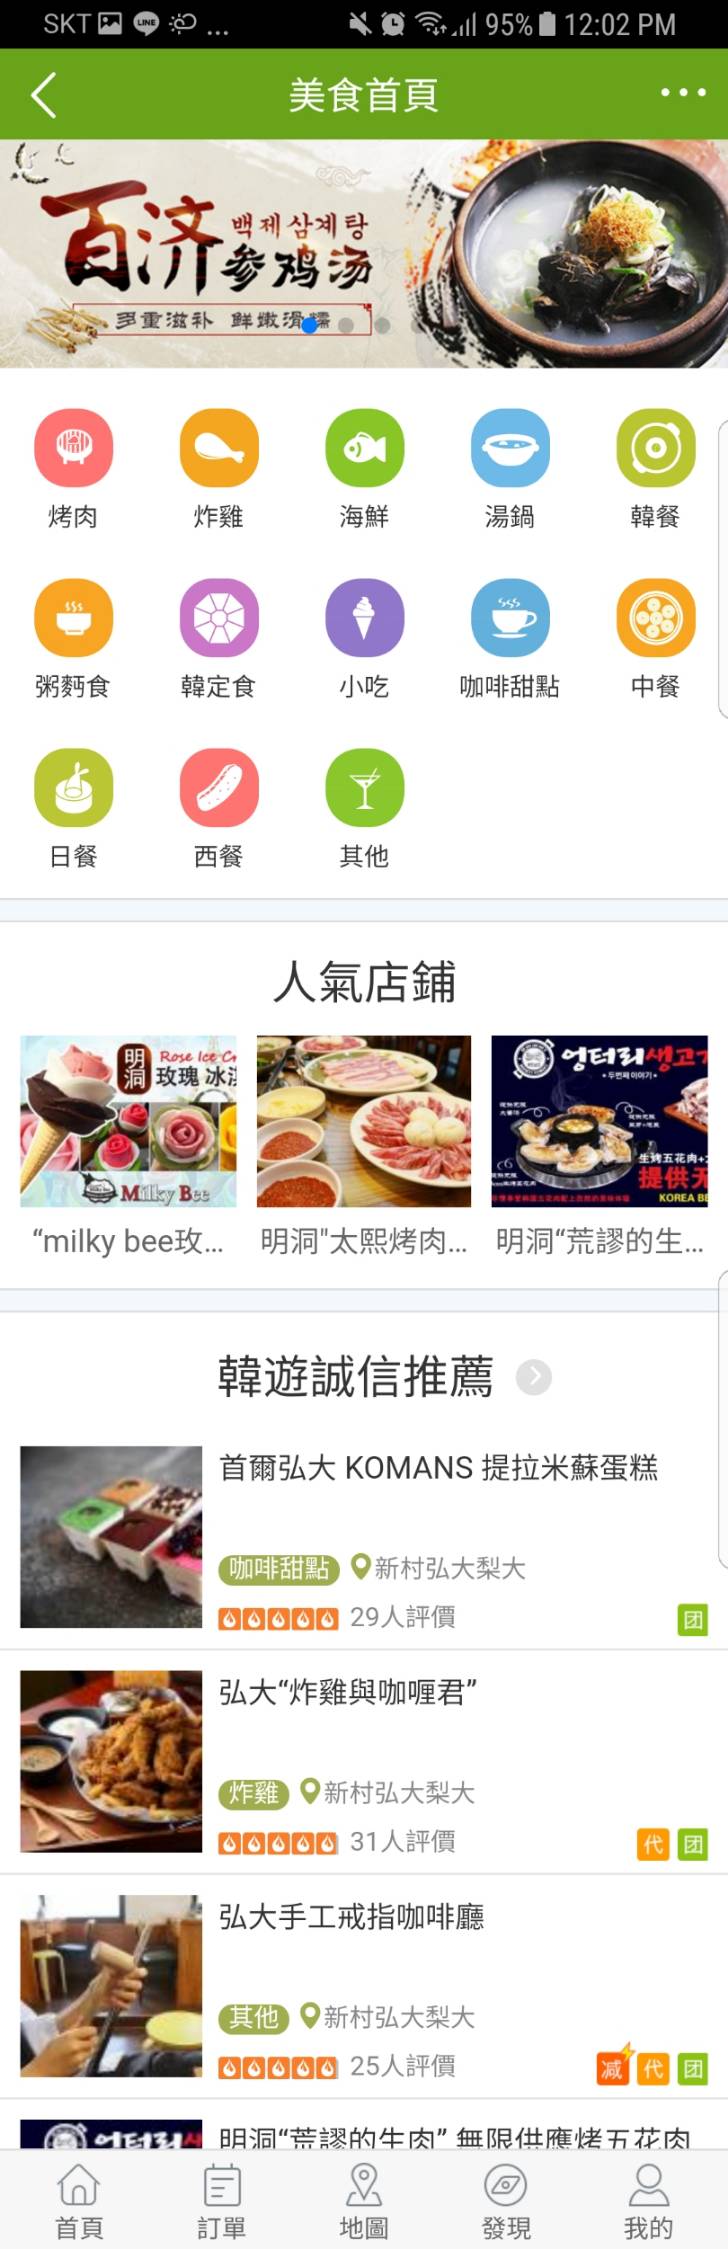 SKT LINE ... 95% 12:02 PM
美食首頁
百济 백제삼계탕
参鸡汤
多重滋补 鲜嫩滑糯
烤肉 炸雞 海鮮 湯鍋 韓餐
粥麪食 韓定食 小吃 咖啡甜點 中餐
日餐 西餐 其他
人氣店鋪
明洞 Rose Ice Cr
玫瑰 冰淇
Milky Bee
엉터리생고기
두번째이야기
生烤五花肉+
提供无
KOREA BE
“milky bee玫... 明洞"太熙烤肉... 明洞“荒謬的生...
韓遊誠信推薦
首爾弘大 KOMANS 提拉米蘇蛋糕
咖啡甜點 新村弘大梨大
29人評價 团
弘大“炸雞與咖喱君”
炸雞 新村弘大梨大
31人評價 代 团
弘大手工戒指咖啡廳
其他 新村弘大梨大
25人評價 减 代 团
엉터리생
明洞“荒謬的生肉” 無限供應烤五花肉
首頁 訂單 地圖 發現 我的